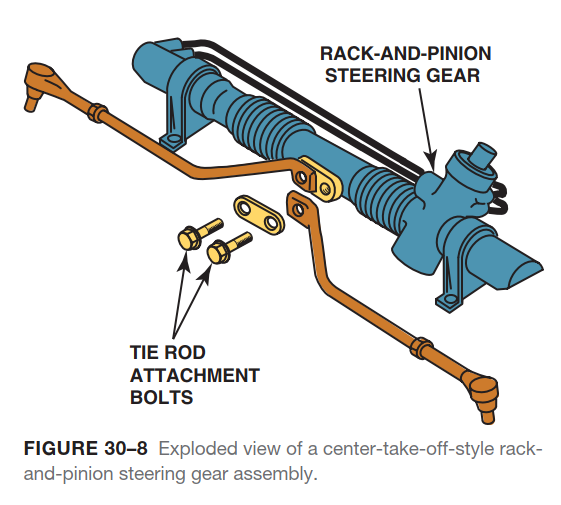 RACK-AND-PINION
STEERING GEAR
TIE ROD
ATTACHMENT
BOLTS
FIGURE 30–8 Exploded view of a center-take-off-style rack-
and-pinion steering gear assembly.